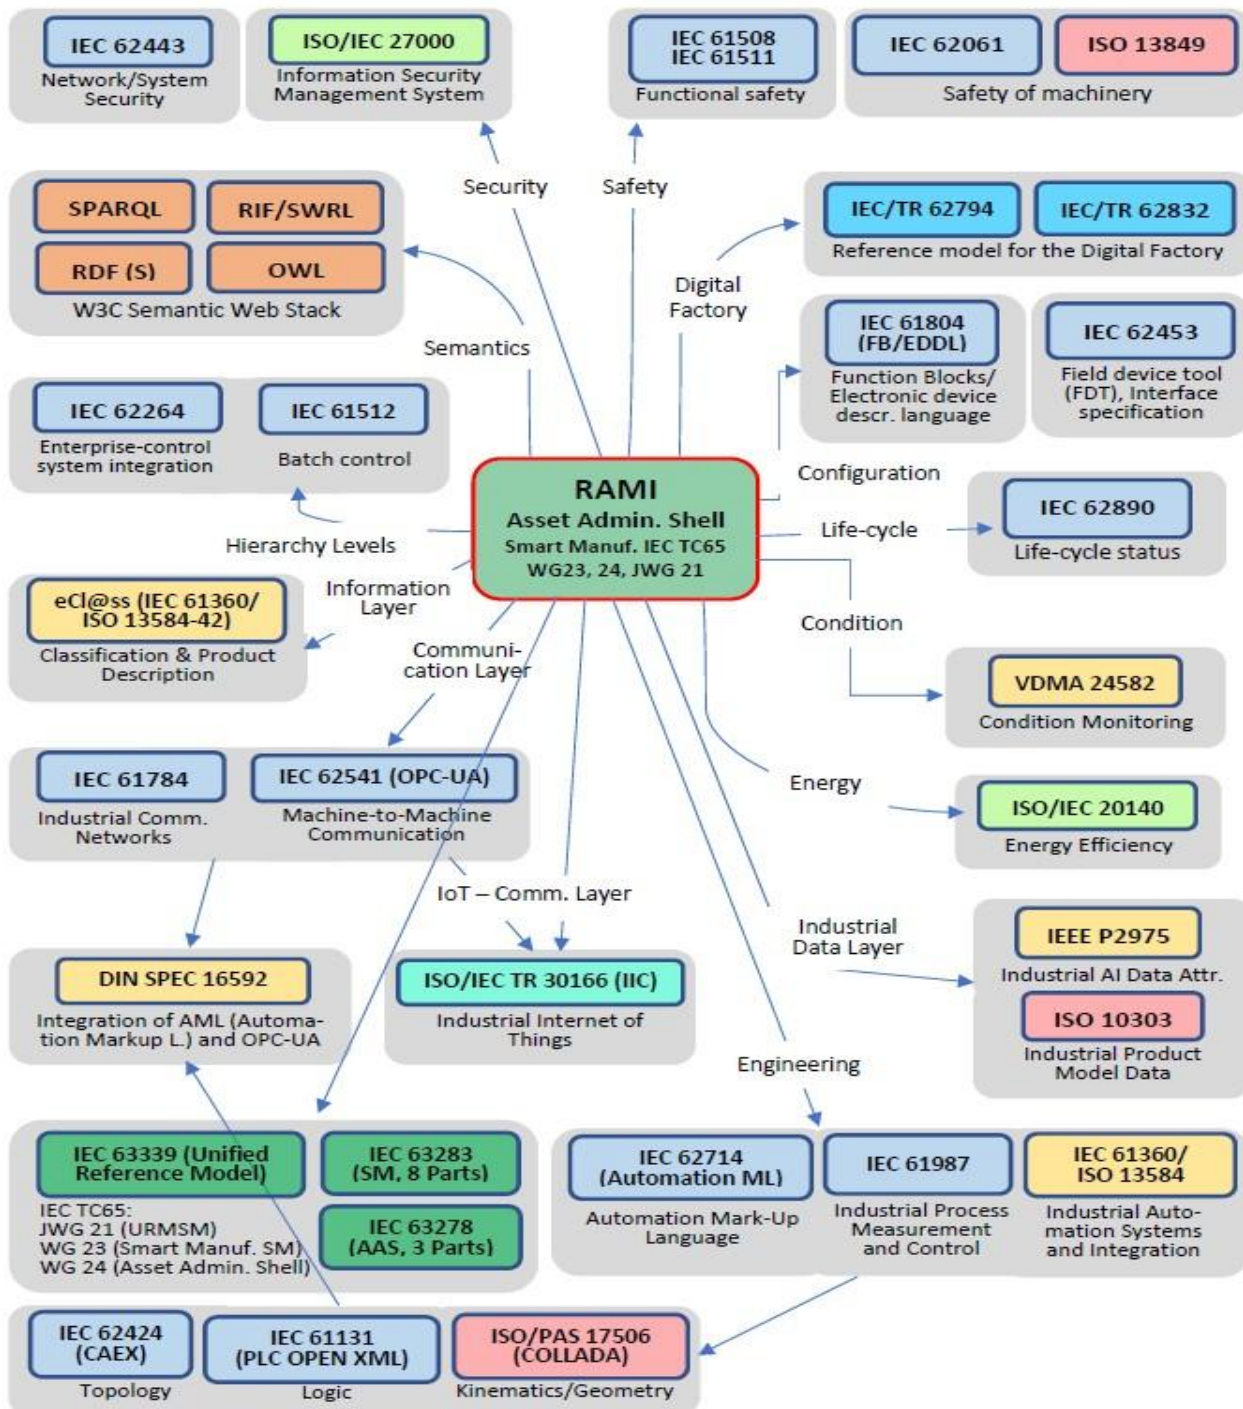 IEC 62443
Network/System
Security
ISO/IEC 27000
Information Security
Management System
IEC 61508
IEC 61511
Functional safety
IEC 62061
ISO 13849
Safety of machinery
Security
Safety
SPARQL
RIF/SWRL
RDF (S)
OWL
W3C Semantic Web Stack
IEC/TR 62794
IEC/TR 62832
Reference model for the Digital Factory
Digital
Factory
Semantics
IEC 61804
(FB/EDDL)
Function Blocks/
Electronic device
descr. language
IEC 62453
Field device tool
(FDT), Interface
specification
IEC 62264
Enterprise-control
system integration
IEC 61512
Batch control
Configuration
RAMI
Asset Admin. Shell
Smart Manuf. IEC TC65
WG23, 24, JWG 21
Hierarchy Levels
Life-cycle
IEC 62890
Life-cycle status
Information
Layer
eCl@ss (IEC 61360/
ISO 13584-42)
Classification & Product
Description
Communi-
cation Layer
Condition
VDMA 24582
Condition Monitoring
IEC 61784
Industrial Comm.
Networks
IEC 62541 (OPC-UA)
Machine-to-Machine
Communication
Energy
ISO/IEC 20140
Energy Efficiency
IoT – Comm. Layer
Industrial
Data Layer
IEEE P2975
Industrial AI Data Attr.
ISO 10303
Industrial Product
Model Data
DIN SPEC 16592
Integration of AML (Automa-
tion Markup L.) and OPC-UA
ISO/IEC TR 30166 (IIC)
Industrial Internet of
Things
Engineering
IEC 63339 (Unified
Reference Model)
IEC 63283
(SM, 8 Parts)
IEC 63278
(AAS, 3 Parts)
IEC TC65:
JWG 21 (URMSM)
WG 23 (Smart Manuf. SM)
WG 24 (Asset Admin. Shell)
IEC 62714
(Automation ML)
Automation Mark-Up
Language
IEC 61987
Industrial Process
Measurement
and Control
IEC 61360/
ISO 13584
Industrial Auto-
mation Systems
and Integration
IEC 62424
(CAEX)
Topology
IEC 61131
(PLC OPEN XML)
Logic
ISO/PAS 17506
(COLLADA)
Kinematics/Geometry